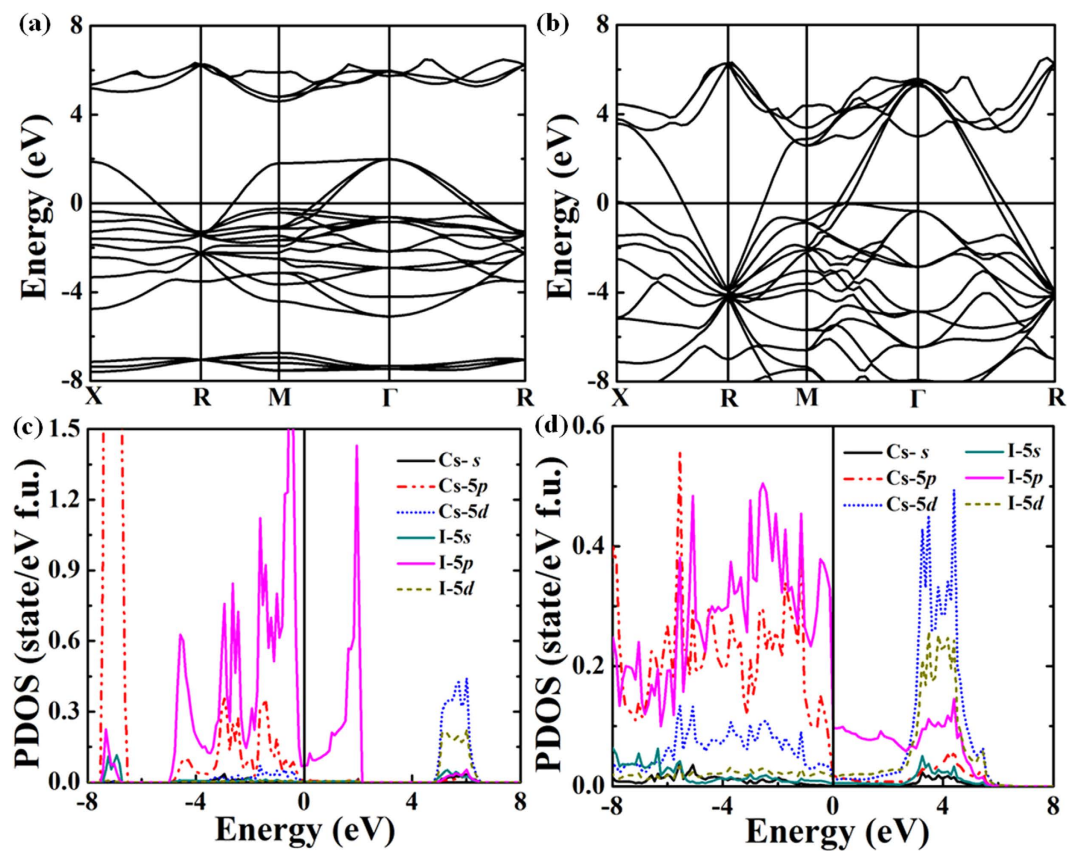 (a)
8
4
0
-4
-8
Energy (eV)
X R M Γ R
(b)
8
4
0
-4
-8
Energy (eV)
X R M Γ R
(c)
1.5
1.2
0.9
0.6
0.3
0.0
PDOS (state/eV f.u.)
Cs- s
Cs-5p
Cs-5d
I-5s
I-5p
I-5d
-8 -4 0 4 8
Energy (eV)
(d)
0.6
0.4
0.2
0.0
PDOS (state/eV f.u.)
Cs- s
Cs-5p
Cs-5d
I-5s
I-5p
I-5d
-8 -4 0 4 8
Energy (eV)